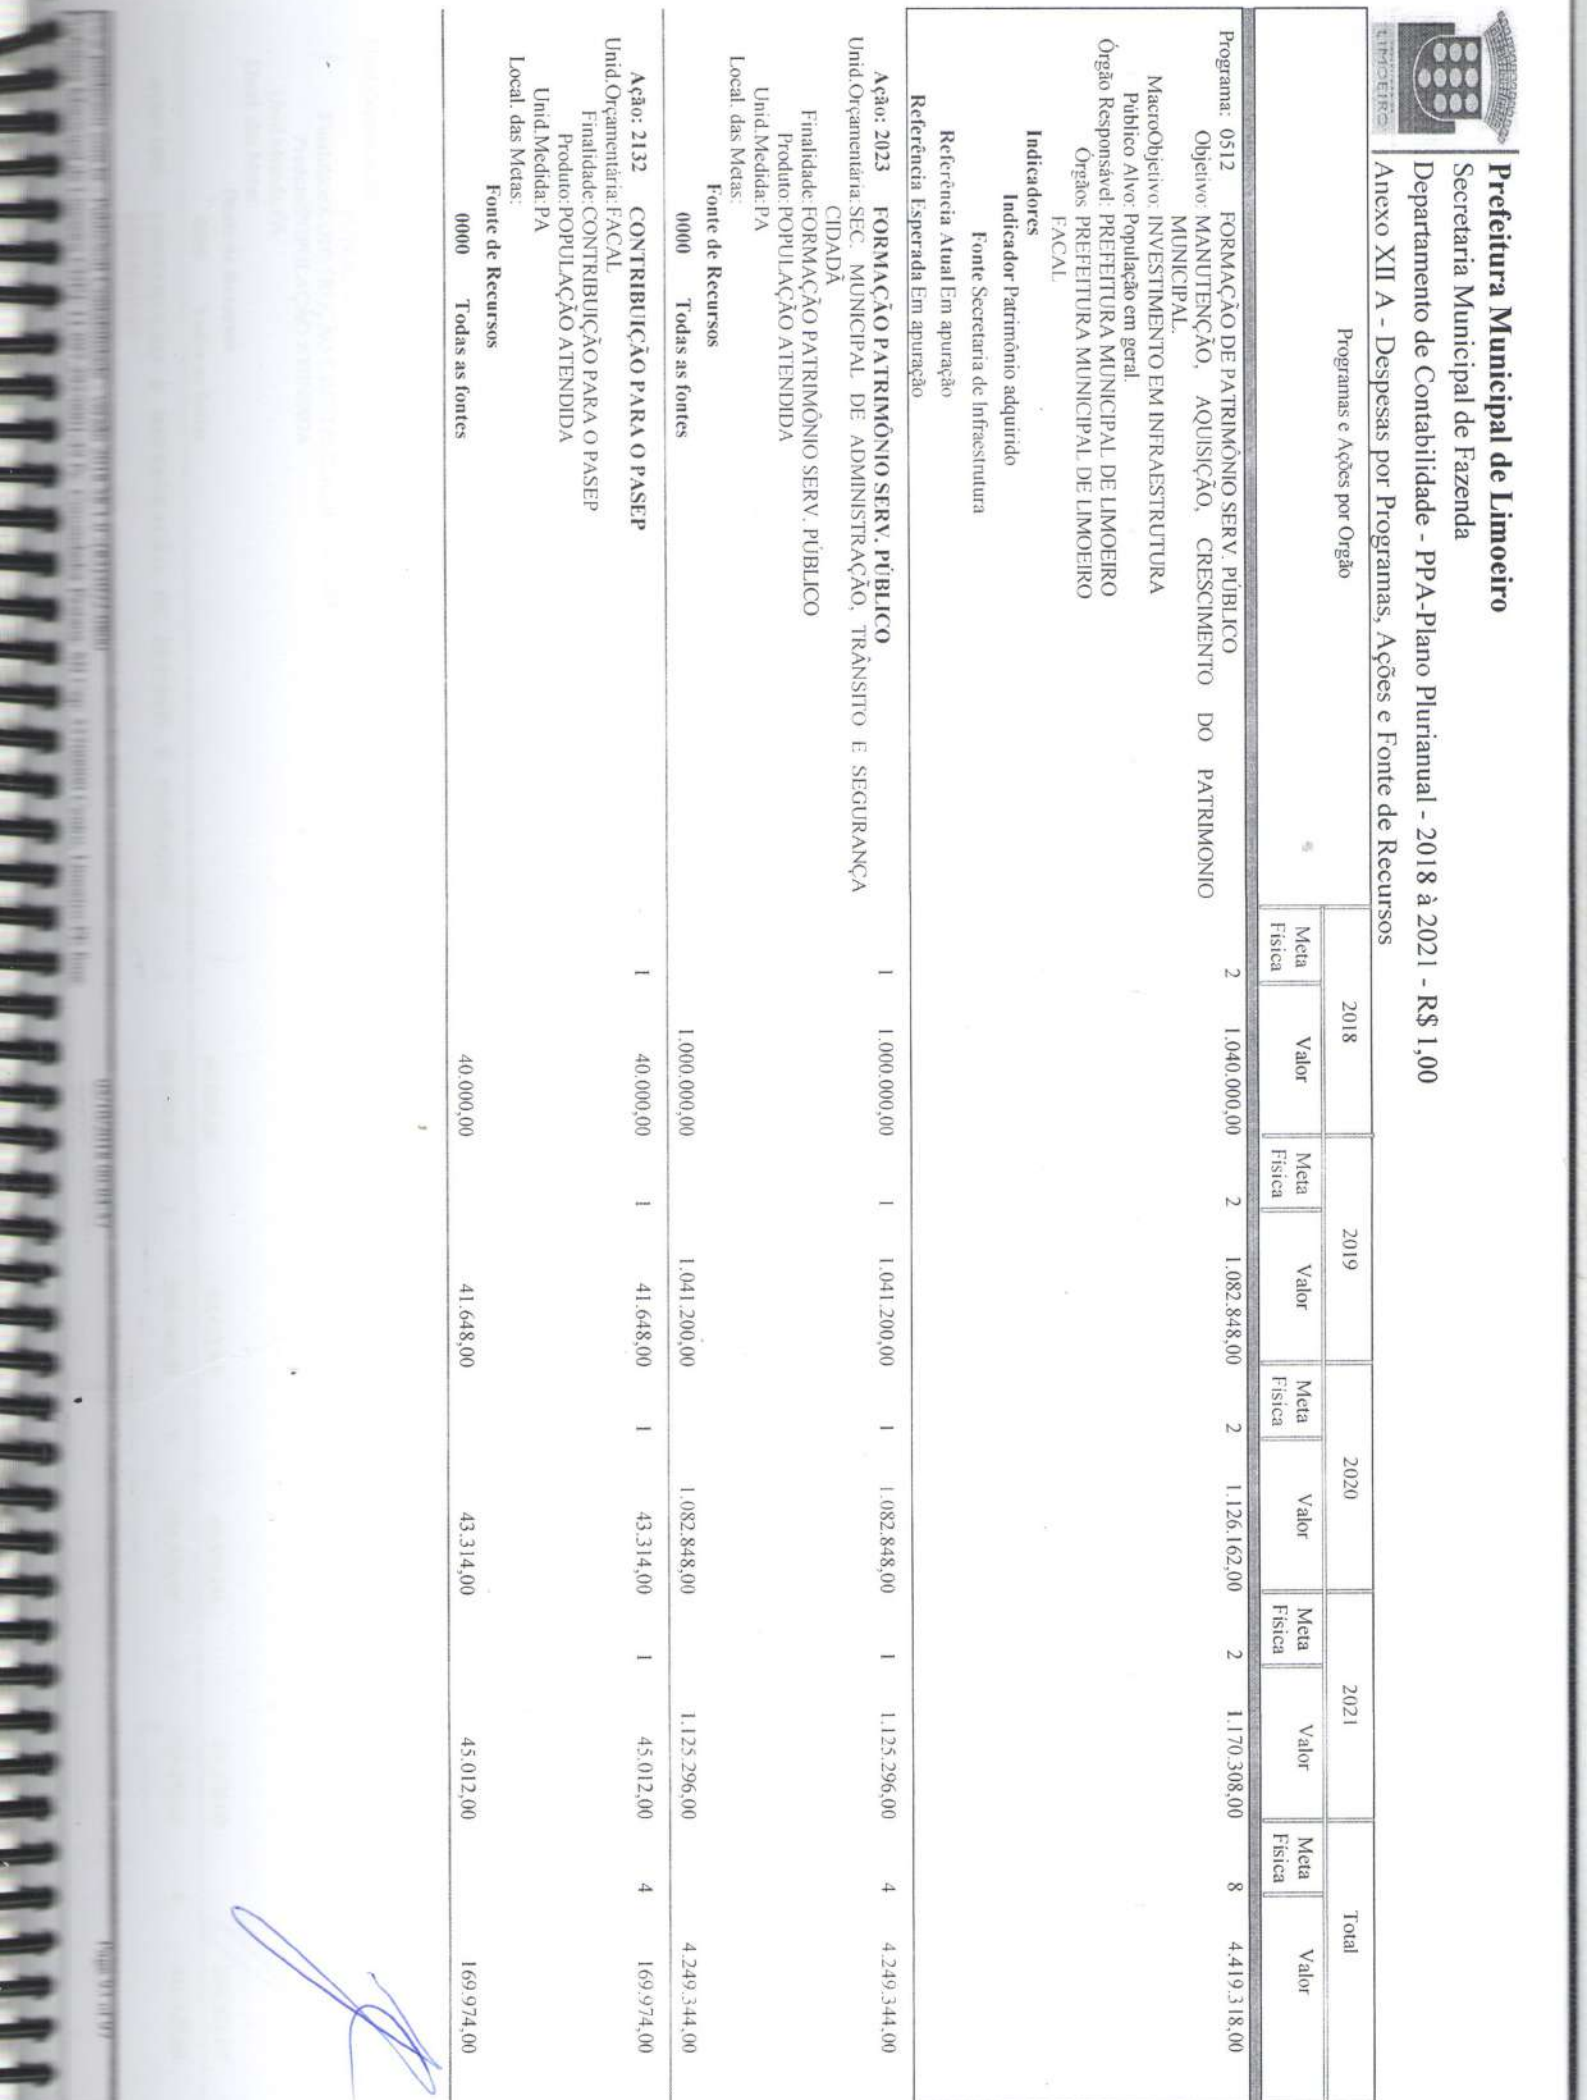 LIMOEIRO
Prefeitura Municipal de Limoeiro
Secretaria Municipal de Fazenda
Departamento de Contabilidade - PPA-Plano Plurianual - 2018 à 2021 - R$ 1,00
Anexo XII A - Despesas por Programas, Ações e Fonte de Recursos
Programas e Ações por Orgão 2018 2019 2020 2021 Total
Meta Física Valor Meta Física Valor Meta Física Valor Meta Física Valor Meta Física Valor
Programa: 0512 FORMAÇÃO DE PATRIMÔNIO SERV. PÚBLICO 2 1.040.000,00 2 1.082.848,00 2 1.126.162,00 2 1.170.308,00 8 4.419.318,00
Objetivo: MANUTENÇÃO, AQUISIÇÃO, CRESCIMENTO DO PATRIMONIO
MUNICIPAL.
MacroObjetivo: INVESTIMENTO EM INFRAESTRUTURA
Público Alvo: População em geral.
Órgão Responsável: PREFEITURA MUNICIPAL DE LIMOEIRO
Órgãos PREFEITURA MUNICIPAL DE LIMOEIRO
FACAL
Indicadores
Indicador Patrimônio adquirido
Fonte Secretaria de Infraestrutura
Referência Atual Em apuração
Referência Esperada Em apuração
Ação: 2023 FORMAÇÃO PATRIMÔNIO SERV. PÚBLICO 1 1.000.000,00 1 1.041.200,00 1 1.082.848,00 1 1.125.296,00 4 4.249.344,00
Unid.Orçamentária: SEC. MUNICIPAL DE ADMINISTRAÇÃO, TRÂNSITO E SEGURANÇA
CIDADÃ
Finalidade: FORMAÇÃO PATRIMÔNIO SERV. PÚBLICO
Produto: POPULAÇÃO ATENDIDA
Unid.Medida: PA
Local. das Metas:
Fonte de Recursos
0000 Todas as fontes 1.000.000,00 1.041.200,00 1.082.848,00 1.125.296,00 4.249.344,00
Ação: 2132 CONTRIBUIÇÃO PARA O PASEP 1 40.000,00 1 41.648,00 1 43.314,00 1 45.012,00 4 169.974,00
Unid.Orçamentária: FACAL
Finalidade: CONTRIBUIÇÃO PARA O PASEP
Produto: POPULAÇÃO ATENDIDA
Unid.Medida: PA
Local. das Metas:
Fonte de Recursos
0000 Todas as fontes 40.000,00 41.648,00 43.314,00 45.012,00 169.974,00